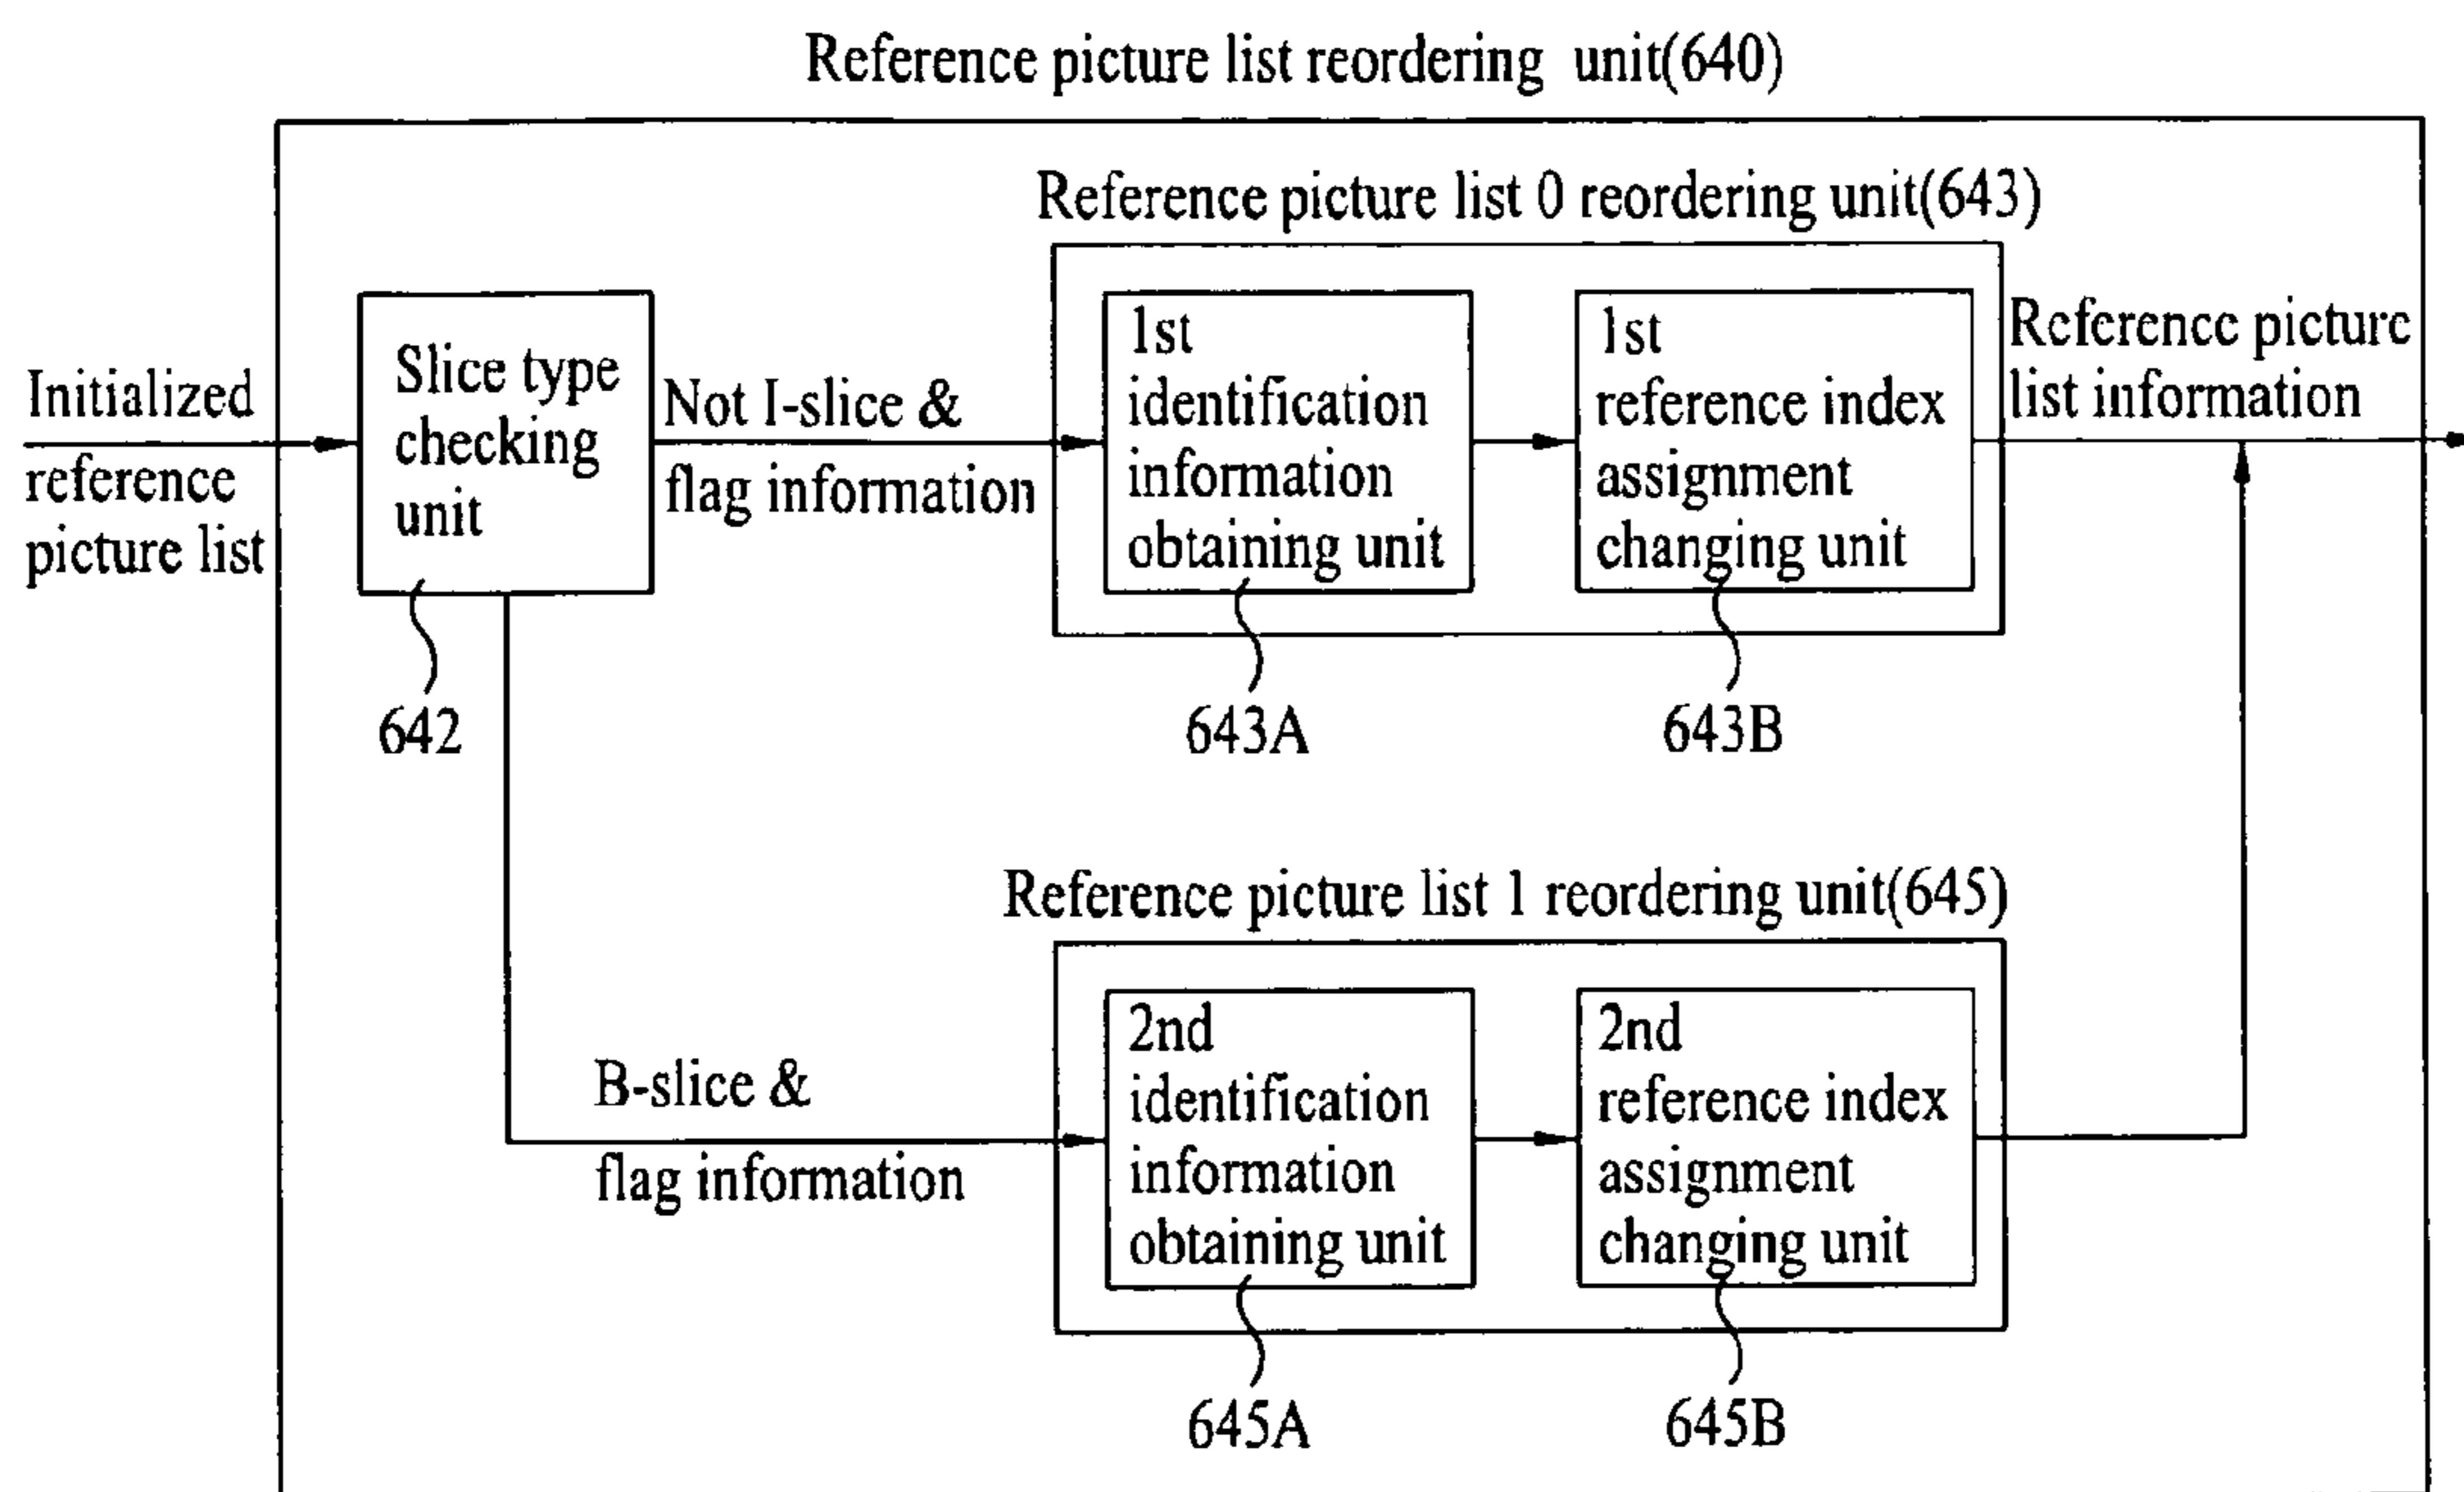 Reference picture list reordering unit(640)
Reference picture list 0 reordering unit(643)
Initialized
reference
picture list
Slice type
checking
unit
642
Not I-slice &
flag information
1st
identification
information
obtaining unit
643A
1st
reference index
assignment
changing unit
643B
Reference picture
list information
Reference picture list 1 reordering unit(645)
B-slice &
flag information
2nd
identification
information
obtaining unit
645A
2nd
reference index
assignment
changing unit
645B